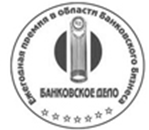 Ежегодная премия в области банковского бизнеса
БАНКОВСКОЕ ДЕЛО